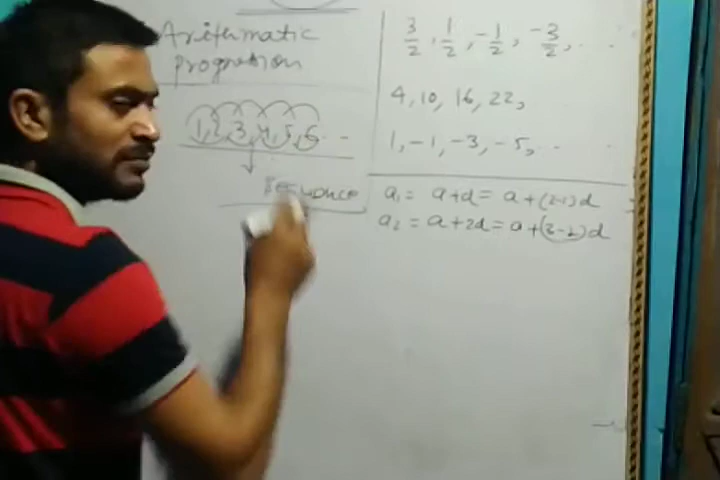 Arithmatic
Progression
1, 2, 3, 4, 5, 6 ...
Sequence
3/2, 1/2, -1/2, -3/2, ...
4, 10, 16, 22,
1, -1, -3, -5, ...
a₁ = a+d = a+(2-1)d
a₂ = a+2d = a+(3-1)d